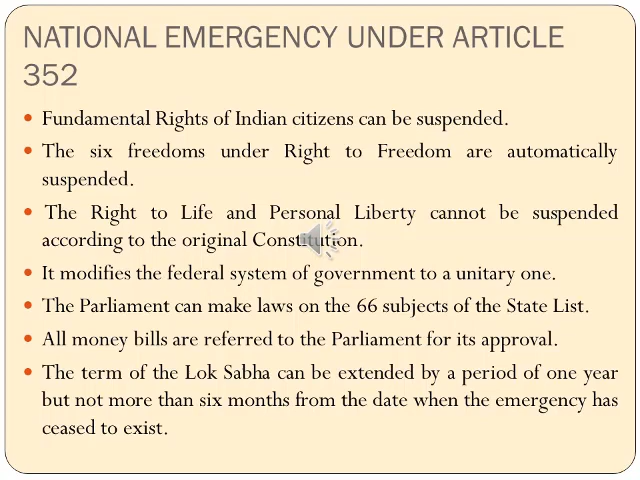 NATIONAL EMERGENCY UNDER ARTICLE
352
• Fundamental Rights of Indian citizens can be suspended.
• The six freedoms under Right to Freedom are automatically
suspended.
• The Right to Life and Personal Liberty cannot be suspended
according to the original Constitution.
• It modifies the federal system of government to a unitary one.
• The Parliament can make laws on the 66 subjects of the State List.
• All money bills are referred to the Parliament for its approval.
• The term of the Lok Sabha can be extended by a period of one year
but not more than six months from the date when the emergency has
ceased to exist.